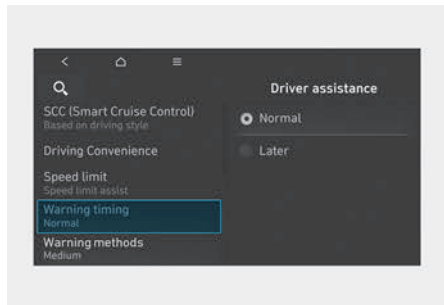 SCC (Smart Cruise Control)
Based on driving style
Driving Convenience
Speed limit
Speed limit assist
Warning timing
Normal
Warning methods
Medium
Driver assistance
Normal
Later